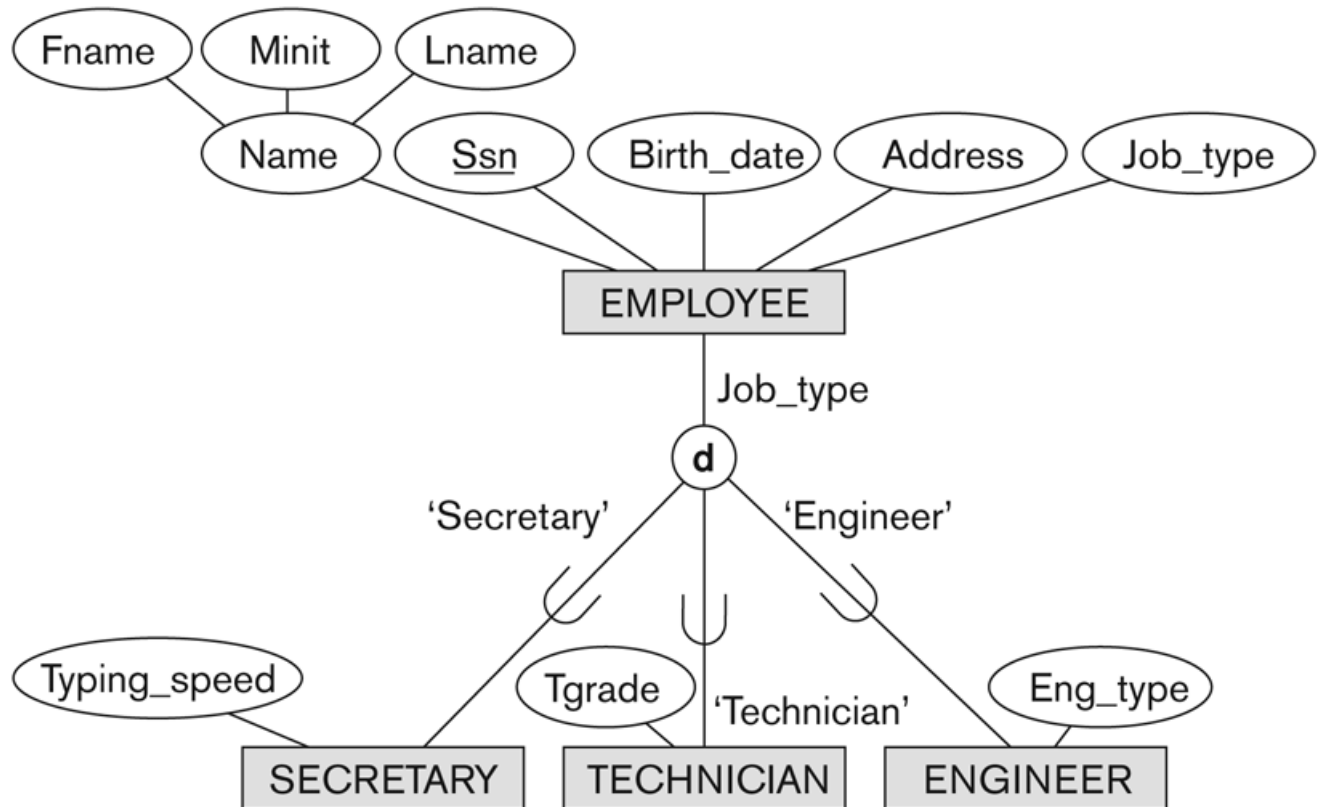 Fname
Minit
Lname
Name
Ssn
Birth_date
Address
Job_type
EMPLOYEE
Job_type
d
‘Secretary’
‘Engineer’
Typing_speed
Tgrade
‘Technician’
Eng_type
SECRETARY
TECHNICIAN
ENGINEER